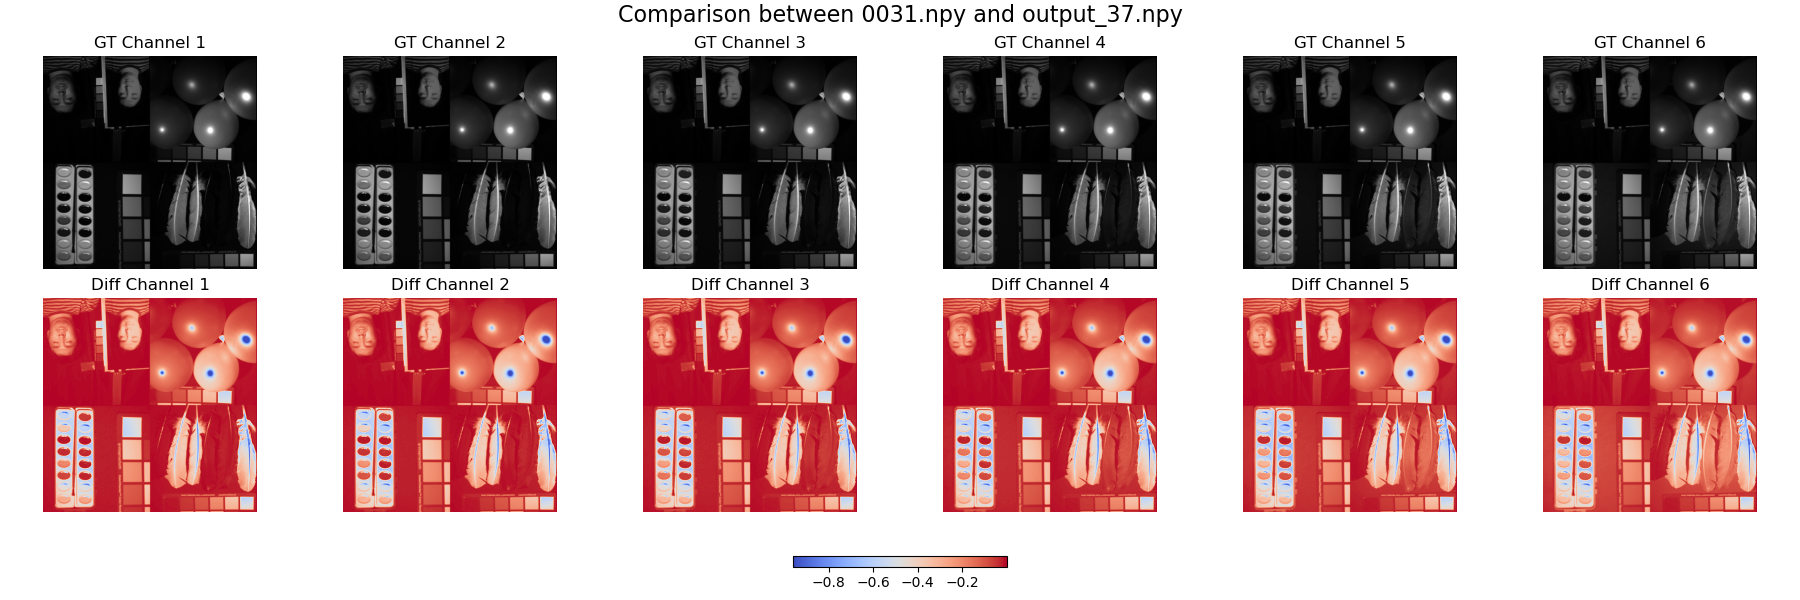 Comparison between 0031.npy and output_37.npy
GT Channel 1
GT Channel 2
GT Channel 3
GT Channel 4
GT Channel 5
GT Channel 6
Diff Channel 1
Diff Channel 2
Diff Channel 3
Diff Channel 4
Diff Channel 5
Diff Channel 6
−0.8 −0.6 −0.4 −0.2